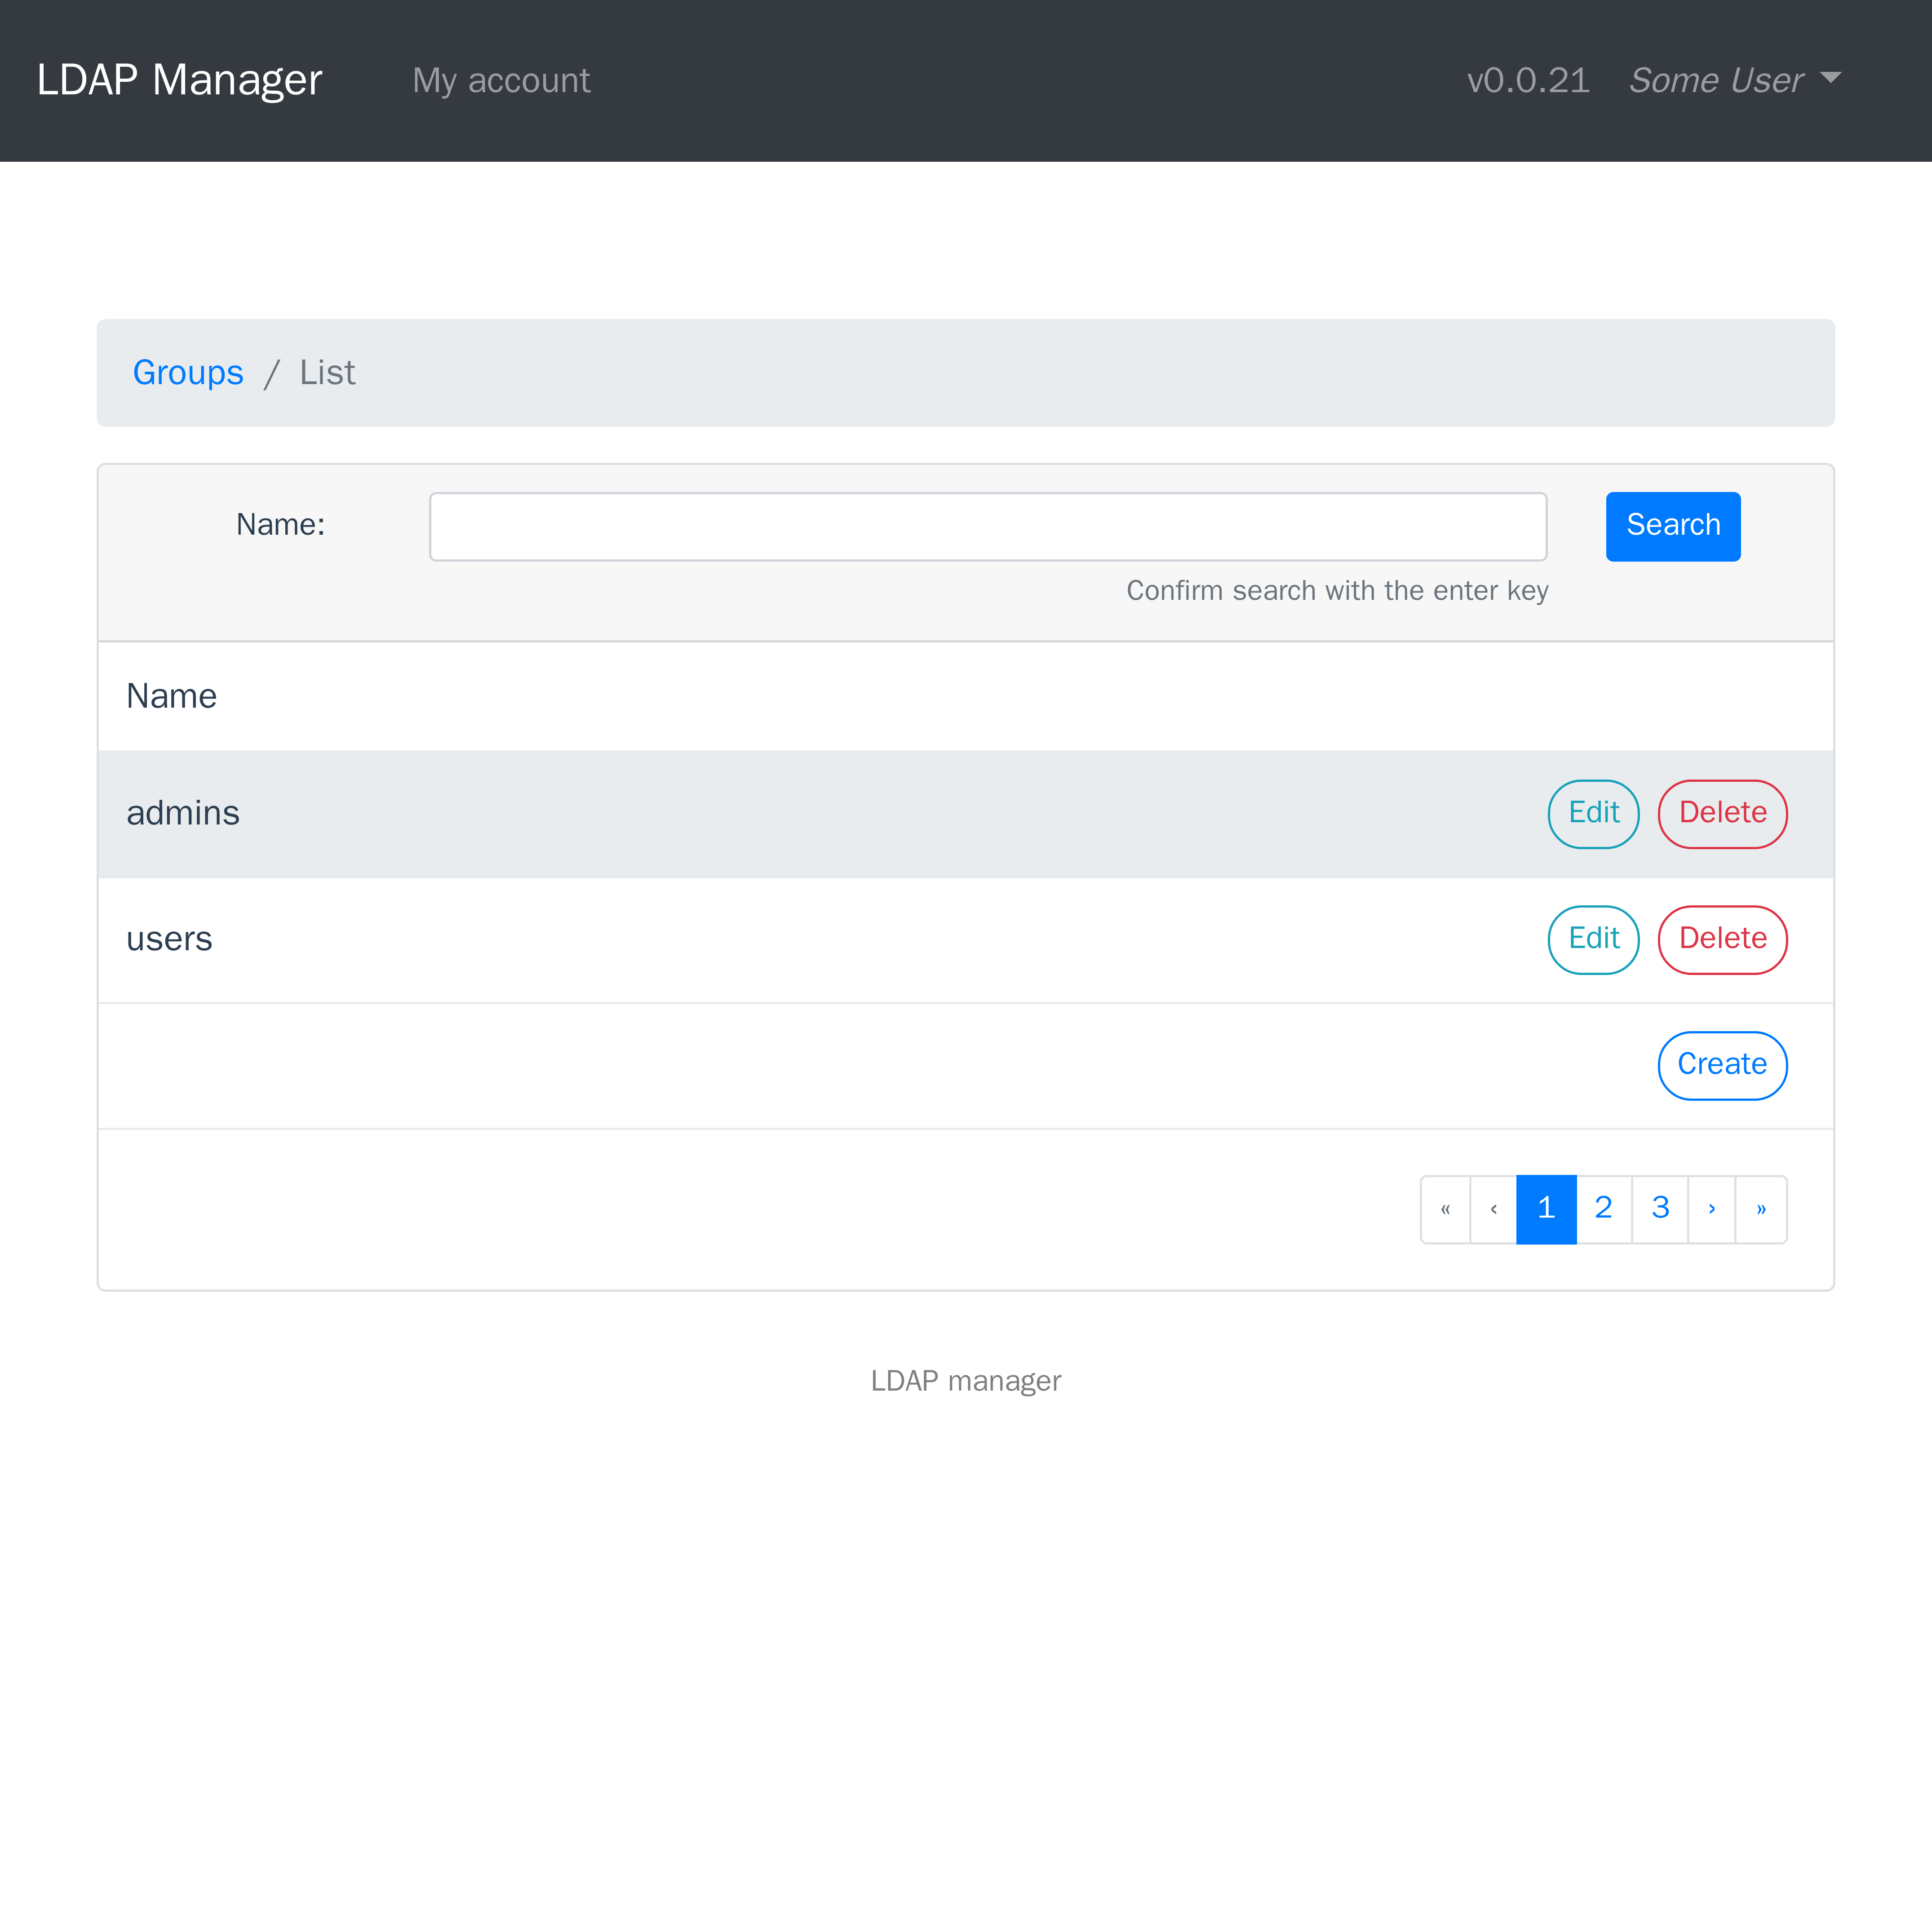 LDAP Manager My account v0.0.21 Some User
Groups / List
Name: Search
Confirm search with the enter key
Name
admins Edit Delete
users Edit Delete
Create
« ‹ 1 2 3 › »
LDAP manager